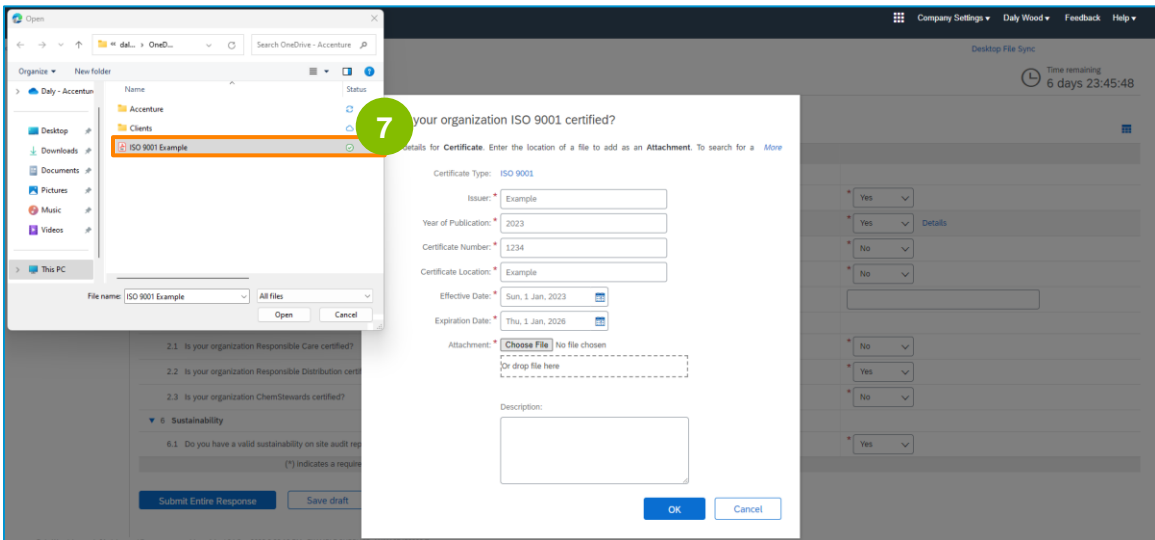 Open
Company Settings
Daly Wood
Feedback
Help
dal... > OneD...
Search OneDrive - Accenture
Desktop File Sync
Organize
New folder
Time remaining
6 days 23:45:48
Daly - Accentur
Name
Status
Accenture
Desktop
Clients
7
your organization ISO 9001 certified?
Downloads
ISO 9001 Example
details for Certificate. Enter the location of a file to add as an Attachment. To search for a More
Documents
Pictures
Music
Videos
This PC
Certificate Type: ISO 9001
Issuer: * Example
* Yes
Year of Publication: * 2023
* Yes
Details
Certificate Number: * 1234
* No
Certificate Location: * Example
* No
File name: ISO 9001 Example
All files
Open
Cancel
Effective Date: * Sun, 1 Jan, 2023
Expiration Date: * Thu, 1 Jan, 2026
2.1 Is your organization Responsible Care certified?
Attachment: * Choose File No file chosen
* No
Or drop file here
2.2 Is your organization Responsible Distribution certi
* Yes
2.3 Is your organization ChemStewards certified?
* No
Description:
6 Sustainability
6.1 Do you have a valid sustainability on site audit rep
* Yes
(*) indicates a require
Submit Entire Response
Save draft
OK
Cancel